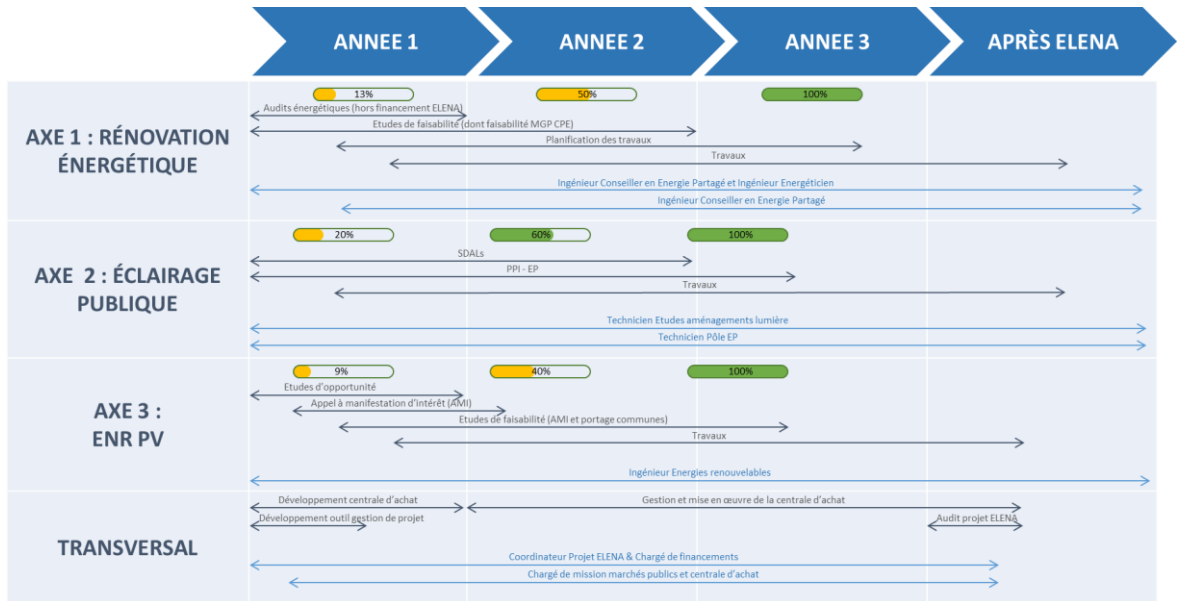 ANNEE 1
ANNEE 2
ANNEE 3
APRÈS ELENA
AXE 1 : RÉNOVATION
ÉNERGÉTIQUE
13%
50%
100%
Audits énergétiques (hors financement ELENA)
Etudes de faisabilité (dont faisabilité MGP CPE)
Planification des travaux
Travaux
Ingénieur Conseiller en Energie Partagé et Ingénieur Energéticien
Ingénieur Conseiller en Energie Partagé
AXE 2 : ÉCLAIRAGE
PUBLIQUE
20%
60%
100%
SDALs
PPI - EP
Travaux
Technicien Etudes aménagements lumière
Technicien Pôle EP
AXE 3 :
ENR PV
9%
40%
100%
Etudes d'opportunité
Appel à manifestation d'intérêt (AMI)
Etudes de faisabilité (AMI et portage communes)
Travaux
Ingénieur Energies renouvelables
TRANSVERSAL
Développement centrale d'achat
Gestion et mise en œuvre de la centrale d'achat
Développement outil gestion de projet
Audit projet ELENA
Coordinateur Projet ELENA & Chargé de financements
Chargé de mission marchés publics et centrale d'achat